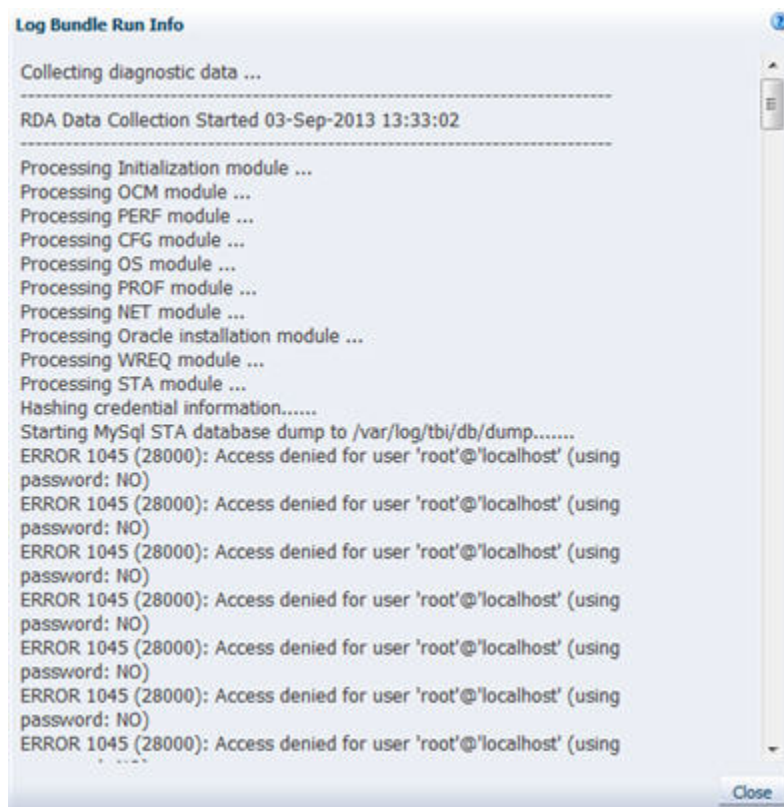 Log Bundle Run Info
Collecting diagnostic data ...
--------------------------------------------------------------------------------
RDA Data Collection Started 03-Sep-2013 13:33:02
--------------------------------------------------------------------------------
Processing Initialization module ...
Processing OCM module ...
Processing PERF module ...
Processing CFG module ...
Processing OS module ...
Processing PROF module ...
Processing NET module ...
Processing Oracle installation module ...
Processing WREQ module ...
Processing STA module ...
Hashing credential information......
Starting MySql STA database dump to /var/log/tbi/db/dump.......
ERROR 1045 (28000): Access denied for user 'root'@'localhost' (using
password: NO)
ERROR 1045 (28000): Access denied for user 'root'@'localhost' (using
password: NO)
ERROR 1045 (28000): Access denied for user 'root'@'localhost' (using
password: NO)
ERROR 1045 (28000): Access denied for user 'root'@'localhost' (using
password: NO)
ERROR 1045 (28000): Access denied for user 'root'@'localhost' (using
password: NO)
ERROR 1045 (28000): Access denied for user 'root'@'localhost' (using
password: NO)
ERROR 1045 (28000): Access denied for user 'root'@'localhost' (using
Close